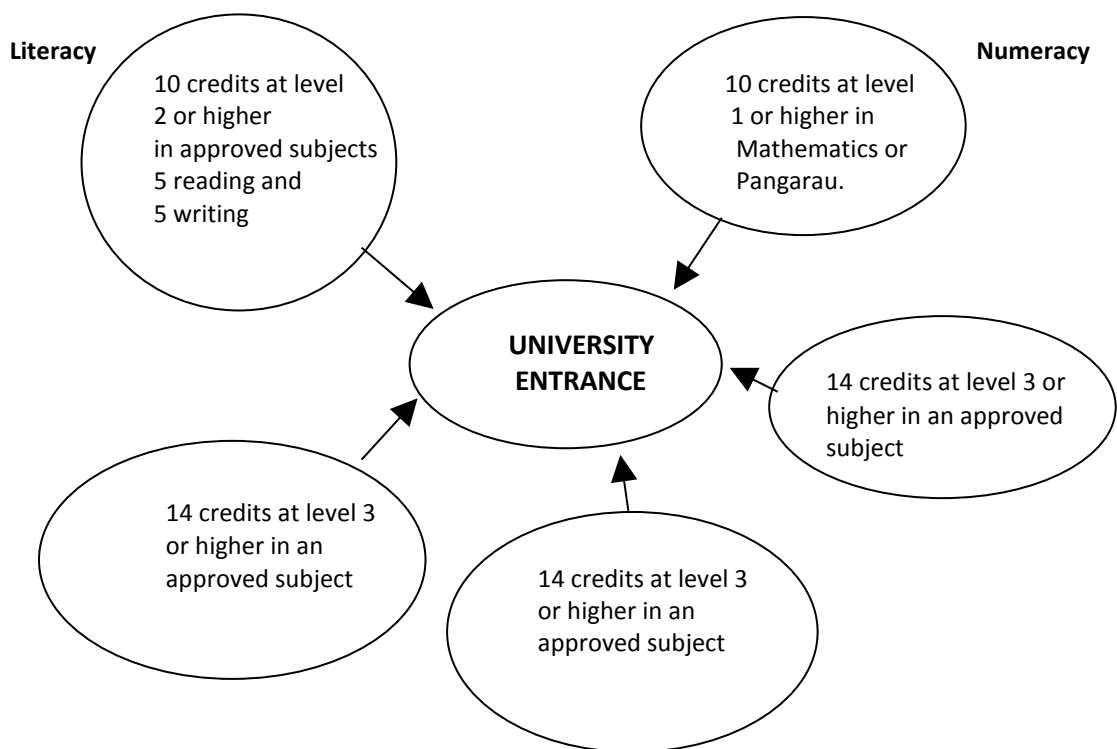 Literacy
10 credits at level
2 or higher
in approved subjects
5 reading and
5 writing
Numeracy
10 credits at level
1 or higher in
Mathematics or
Pangarau.
UNIVERSITY
ENTRANCE
14 credits at level 3 or
higher in an approved
subject
14 credits at level 3
or higher in an
approved subject
14 credits at level 3
or higher in an
approved subject